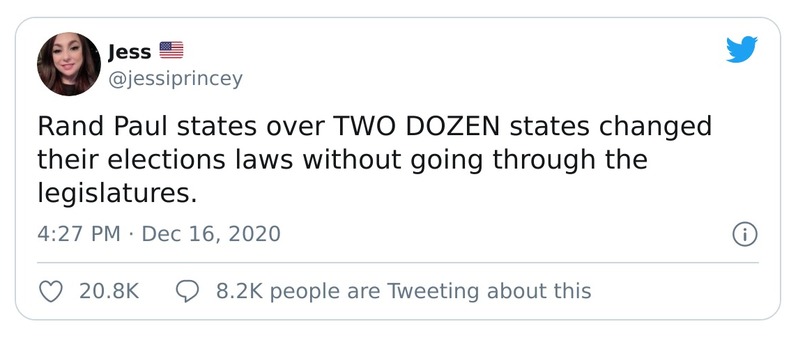 Jess 🇺🇸
@jessiprincey
Rand Paul states over TWO DOZEN states changed
their elections laws without going through the
legislatures.
4:27 PM · Dec 16, 2020
20.8K 8.2K people are Tweeting about this